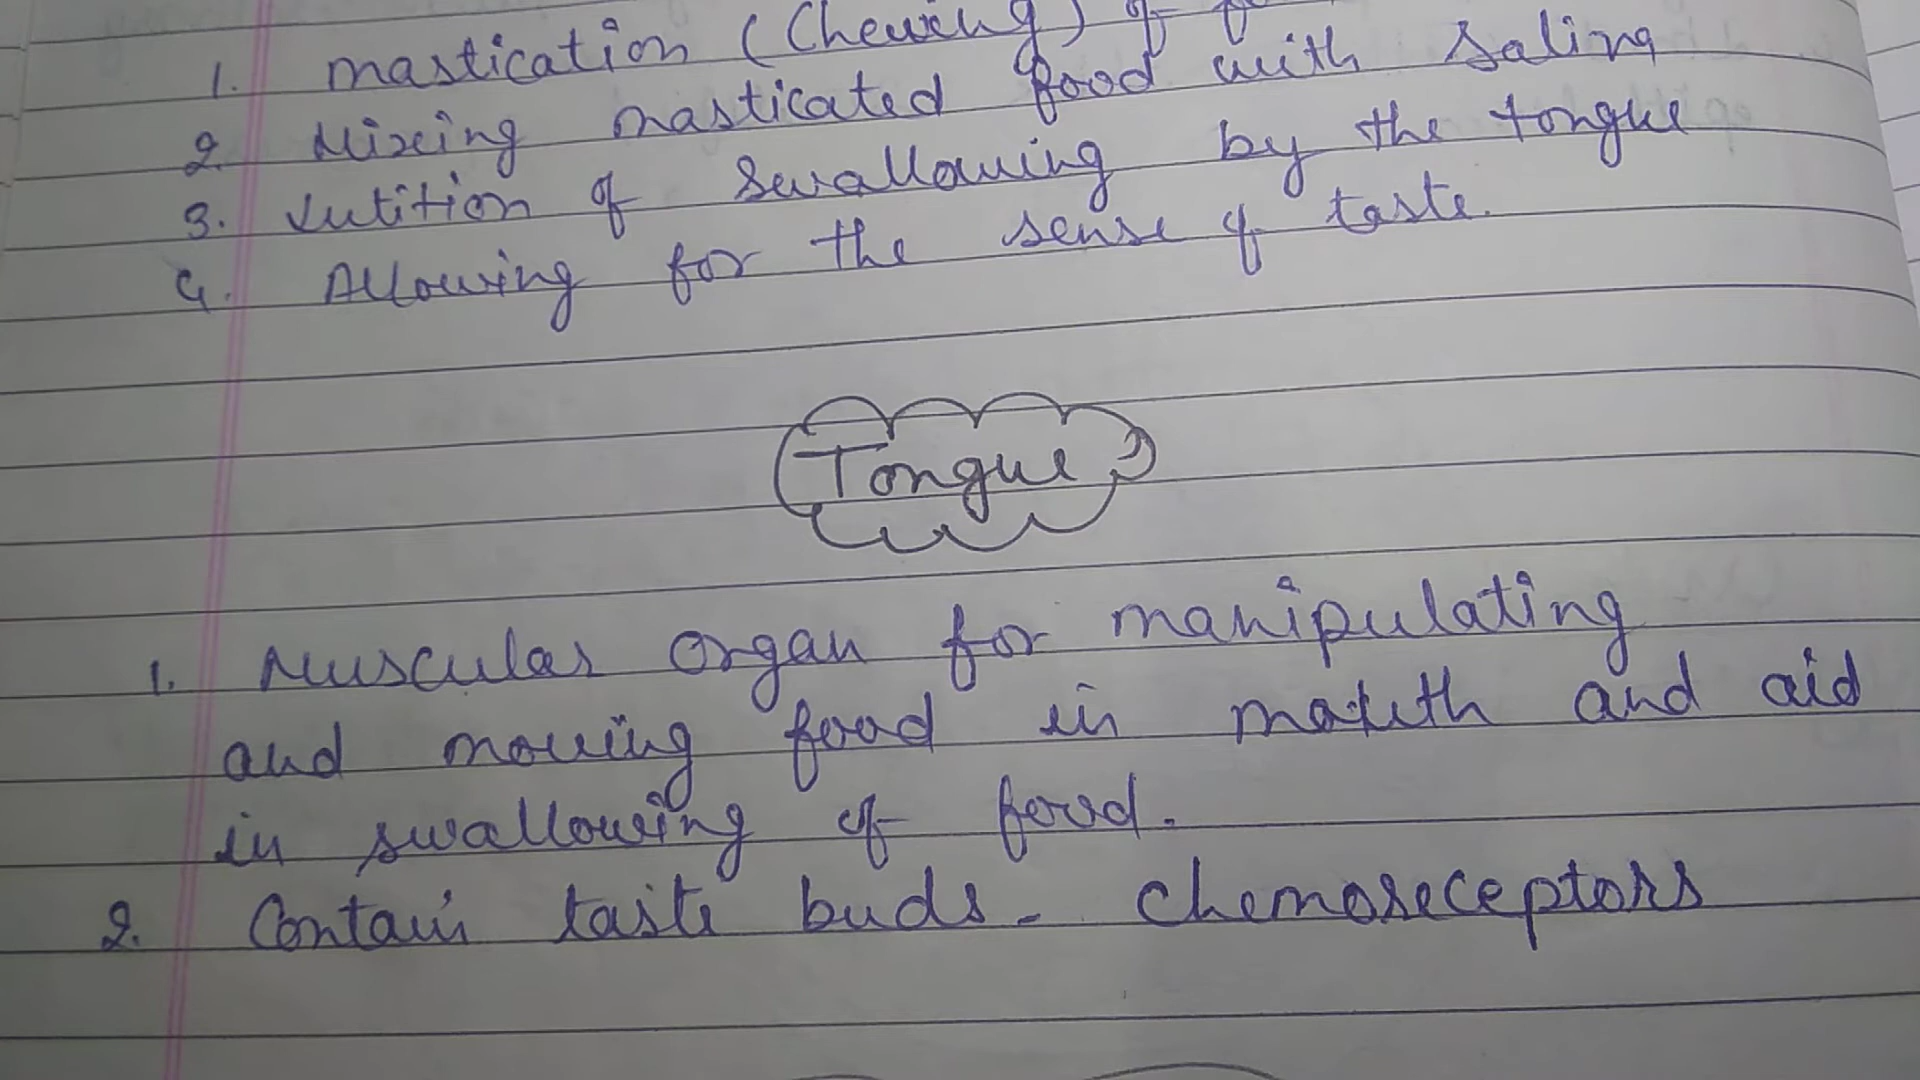 1. mastication (Chewing) of
2. Mixing masticated food with saling
3. Lutition of swallowing by the tongue
4. Allowing for the sense of taste.
Tongue
1. Muscular organ for manipulating
and moving food in mouth and aid
in swallowing of food.
2. Contain taste buds - chemoreceptors